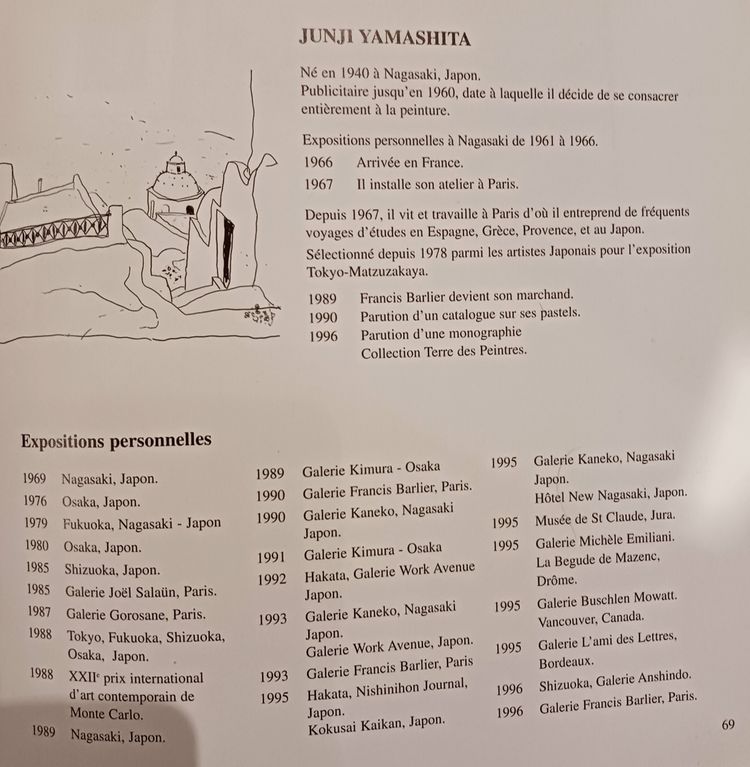 JUNJI YAMASHITA
Né en 1940 à Nagasaki, Japon.
Publicitaire jusqu'en 1960, date à laquelle il décide de se consacrer
entièrement à la peinture.
Expositions personnelles à Nagasaki de 1961 à 1966.
1966 Arrivée en France.
1967 Il installe son atelier à Paris.
Depuis 1967, il vit et travaille à Paris d'où il entreprend de fréquents
voyages d'études en Espagne, Grèce, Provence, et au Japon.
Sélectionné depuis 1978 parmi les artistes Japonais pour l'exposition
Tokyo-Matzuzakaya.
1989 Francis Barlier devient son marchand.
1990 Parution d'un catalogue sur ses pastels.
1996 Parution d'une monographie
Collection Terre des Peintres.
Expositions personnelles
1969 Nagasaki, Japon.
1976 Osaka, Japon.
1979 Fukuoka, Nagasaki - Japon
1980 Osaka, Japon.
1985 Shizuoka, Japon.
1985 Galerie Joël Salaün, Paris.
1987 Galerie Gorosane, Paris.
1988 Tokyo, Fukuoka, Shizuoka,
Osaka, Japon.
1988 XXIIᵉ prix international
d'art contemporain de
Monte Carlo.
1989 Nagasaki, Japon.
1989 Galerie Kimura - Osaka
1990 Galerie Francis Barlier, Paris.
1990 Galerie Kaneko, Nagasaki
Japon.
1991 Galerie Kimura - Osaka
1992 Hakata, Galerie Work Avenue
Japon.
1993 Galerie Kaneko, Nagasaki
Japon.
Galerie Work Avenue, Japon.
1993 Galerie Francis Barlier, Paris
1995 Hakata, Nishinihon Journal,
Japon.
Kokusai Kaikan, Japon.
1995 Galerie Kaneko, Nagasaki
Japon.
Hôtel New Nagasaki, Japon.
1995 Musée de St Claude, Jura.
1995 Galerie Michèle Emiliani.
La Begude de Mazenc,
Drôme.
1995 Galerie Buschlen Mowatt.
Vancouver, Canada.
1995 Galerie L'ami des Lettres,
Bordeaux.
1996 Shizuoka, Galerie Anshindo.
1996 Galerie Francis Barlier, Paris.
69